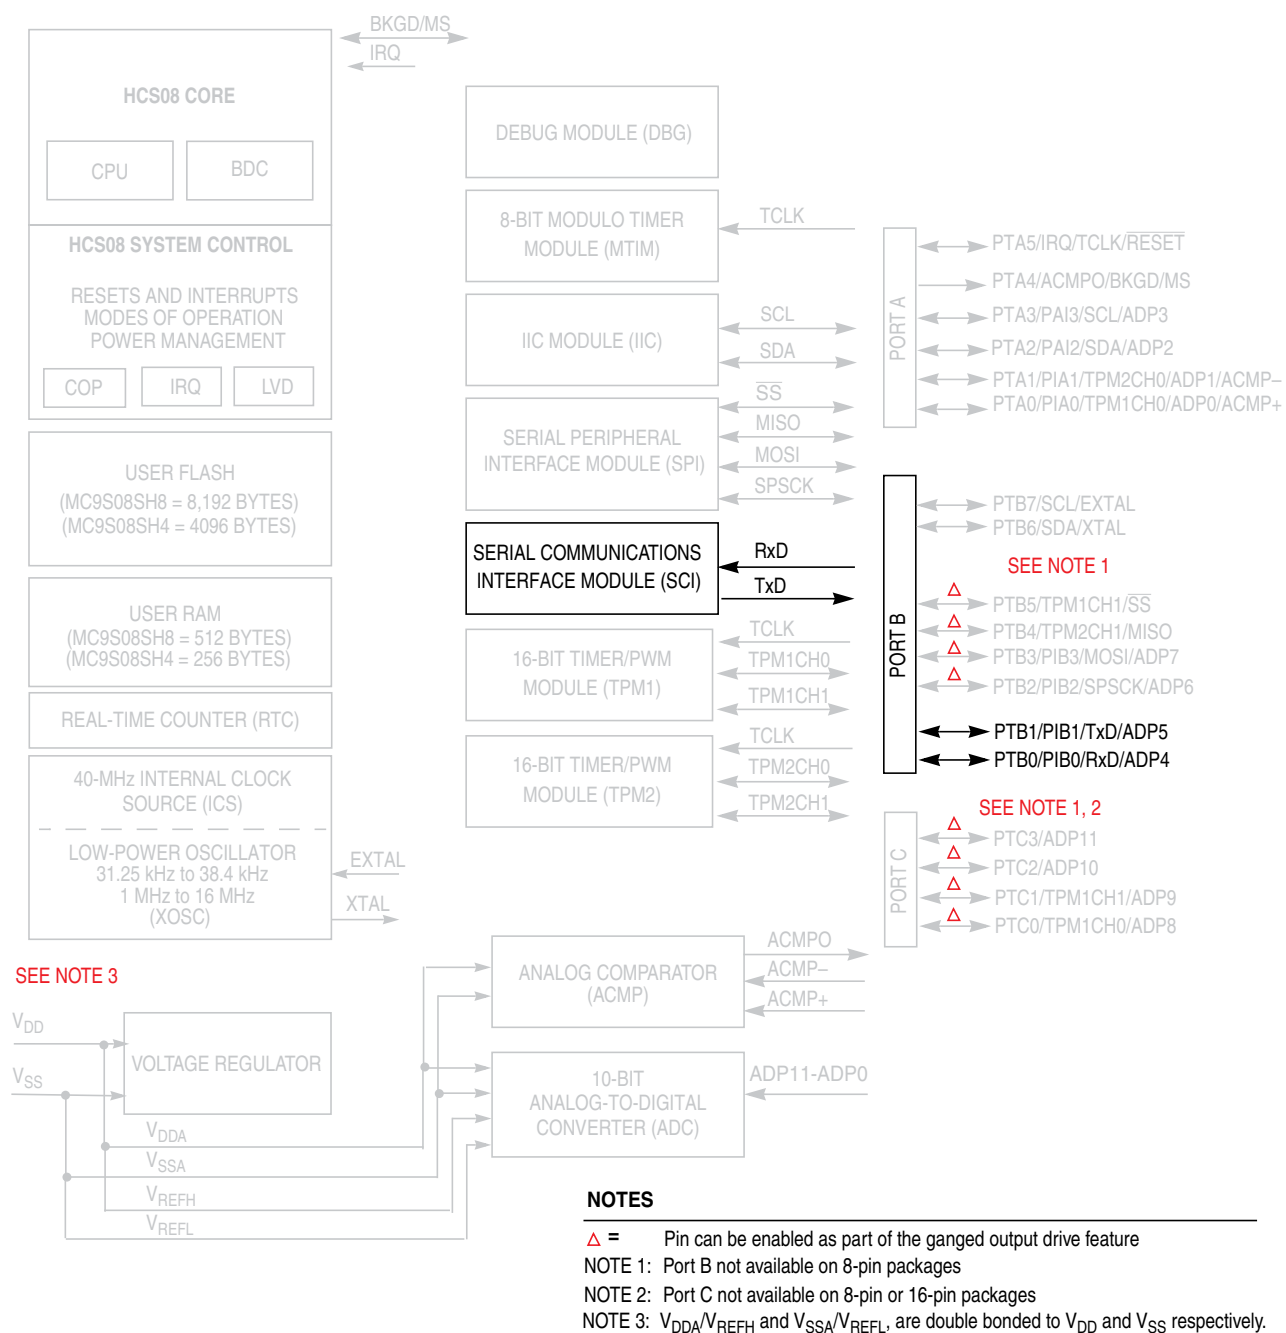 BKGD/MS
IRQ
HCS08 CORE
CPU
BDC
HCS08 SYSTEM CONTROL
RESETS AND INTERRUPTS
MODES OF OPERATION
POWER MANAGEMENT
COP
IRQ
LVD
USER FLASH
(MC9S08SH8 = 8,192 BYTES)
(MC9S08SH4 = 4096 BYTES)
USER RAM
(MC9S08SH8 = 512 BYTES)
(MC9S08SH4 = 256 BYTES)
REAL-TIME COUNTER (RTC)
40-MHz INTERNAL CLOCK
SOURCE (ICS)
LOW-POWER OSCILLATOR
31.25 kHz to 38.4 kHz
1 MHz to 16 MHz
(XOSC)
EXTAL
XTAL
SEE NOTE 3
VDD
VSS
VOLTAGE REGULATOR
VDDA
VSSA
VREFH
VREFL
DEBUG MODULE (DBG)
8-BIT MODULO TIMER
MODULE (MTIM)
TCLK
IIC MODULE (IIC)
SCL
SDA
SERIAL PERIPHERAL
INTERFACE MODULE (SPI)
SS
MISO
MOSI
SPSCK
SERIAL COMMUNICATIONS
INTERFACE MODULE (SCI)
RxD
TxD
16-BIT TIMER/PWM
MODULE (TPM1)
TCLK
TPM1CH0
TPM1CH1
16-BIT TIMER/PWM
MODULE (TPM2)
TCLK
TPM2CH0
TPM2CH1
ANALOG COMPARATOR
(ACMP)
ACMPO
ACMP–
ACMP+
10-BIT
ANALOG-TO-DIGITAL
CONVERTER (ADC)
ADP11-ADP0
PORT A
PTA5/IRQ/TCLK/RESET
PTA4/ACMPO/BKGD/MS
PTA3/PAI3/SCL/ADP3
PTA2/PAI2/SDA/ADP2
PTA1/PIA1/TPM2CH0/ADP1/ACMP–
PTA0/PIA0/TPM1CH0/ADP0/ACMP+
PORT B
PTB7/SCL/EXTAL
PTB6/SDA/XTAL
SEE NOTE 1
PTB5/TPM1CH1/SS
PTB4/TPM2CH1/MISO
PTB3/PIB3/MOSI/ADP7
PTB2/PIB2/SPSCK/ADP6
PTB1/PIB1/TxD/ADP5
PTB0/PIB0/RxD/ADP4
SEE NOTE 1, 2
PORT C
PTC3/ADP11
PTC2/ADP10
PTC1/TPM1CH1/ADP9
PTC0/TPM1CH0/ADP8
NOTES
Δ = Pin can be enabled as part of the ganged output drive feature
NOTE 1: Port B not available on 8-pin packages
NOTE 2: Port C not available on 8-pin or 16-pin packages
NOTE 3: VDDA/VREFH and VSSA/VREFL, are double bonded to VDD and VSS respectively.